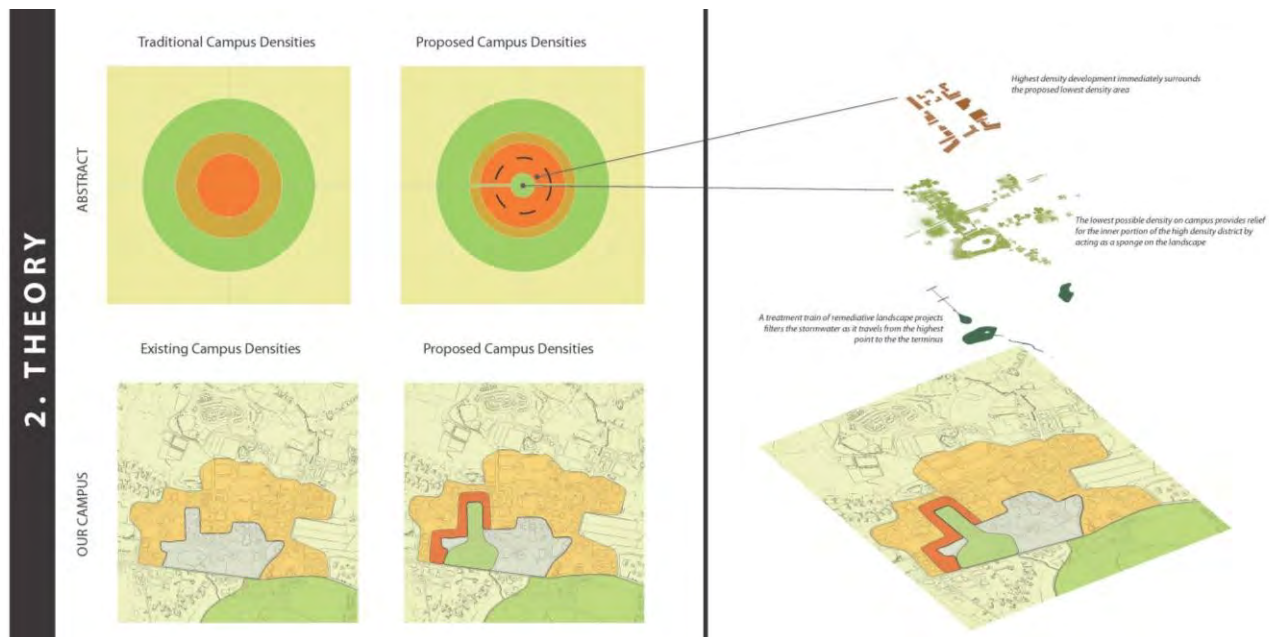 2. THEORY
Traditional Campus Densities
Proposed Campus Densities
ABSTRACT
Existing Campus Densities
Proposed Campus Densities
OUR CAMPUS
Highest density development immediately surrounds
the proposed lowest density area
The lowest possible density on campus provides relief
for the inner portion of the high density district by
acting as a sponge on the landscape
A treatment train of remediative landscape projects
filters the stormwater as it travels from the highest
point to the the terminus